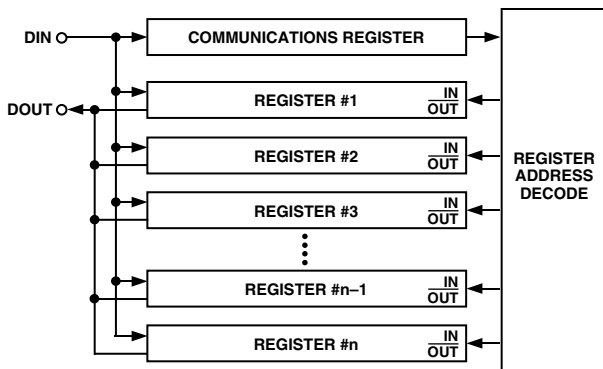 DIN
COMMUNICATIONS REGISTER
DOUT
REGISTER #1
IN
OUT
REGISTER #2
IN
OUT
REGISTER #3
IN
OUT
REGISTER #n–1
IN
OUT
REGISTER #n
IN
OUT
REGISTER
ADDRESS
DECODE